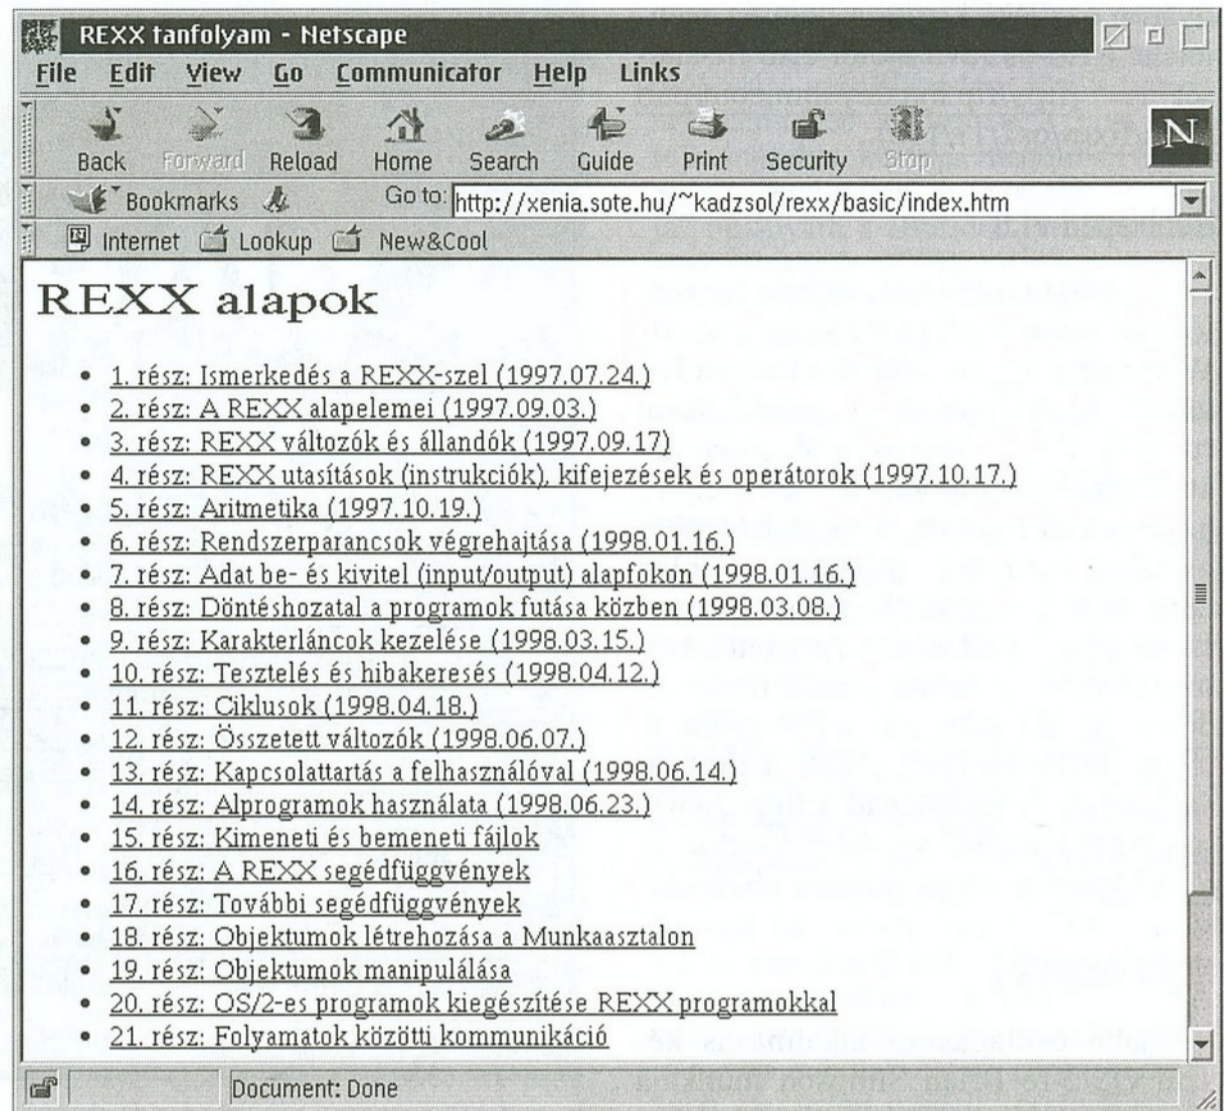 REXX tanfolyam - Netscape
File Edit View Go Communicator Help Links
Back Forward Reload Home Search Guide Print Security Stop
N
Bookmarks Go to: http://xenia.sote.hu/~kadzsol/rexx/basic/index.htm
Internet Lookup New&Cool
REXX alapok
• 1. rész: Ismerkedés a REXX-szel (1997.07.24.)
• 2. rész: A REXX alapelemei (1997.09.03.)
• 3. rész: REXX változók és állandók (1997.09.17)
• 4. rész: REXX utasítások (instrukciók), kifejezések és operátorok (1997.10.17.)
• 5. rész: Aritmetika (1997.10.19.)
• 6. rész: Rendszerparancsok végrehajtása (1998.01.16.)
• 7. rész: Adat be- és kivitel (input/output) alapfokon (1998.01.16.)
• 8. rész: Döntéshozatal a programok futása közben (1998.03.08.)
• 9. rész: Karakterláncok kezelése (1998.03.15.)
• 10. rész: Tesztelés és hibakeresés (1998.04.12.)
• 11. rész: Ciklusok (1998.04.18.)
• 12. rész: Összetett változók (1998.06.07.)
• 13. rész: Kapcsolattartás a felhasználóval (1998.06.14.)
• 14. rész: Alprogramok használata (1998.06.23.)
• 15. rész: Kimeneti és bemeneti fájlok
• 16. rész: A REXX segédfüggvények
• 17. rész: További segédfüggvények
• 18. rész: Objektumok létrehozása a Munkaasztalon
• 19. rész: Objektumok manipulálása
• 20. rész: OS/2-es programok kiegészítése REXX programokkal
• 21. rész: Folyamatok közötti kommunikáció
Document: Done